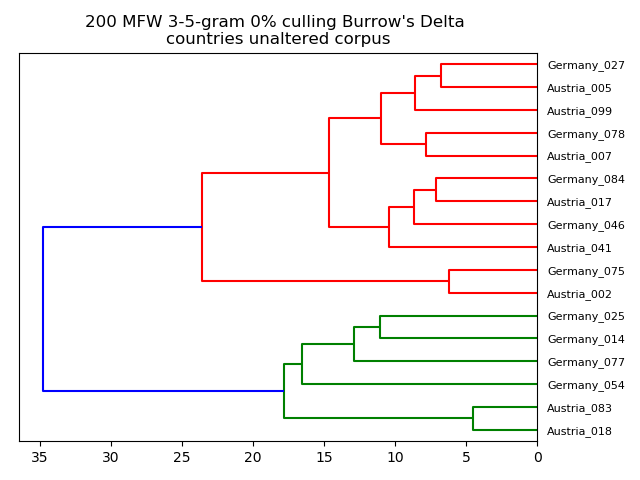 200 MFW 3-5-gram 0% culling Burrow's Delta
countries unaltered corpus
Germany_027
Austria_005
Austria_099
Germany_078
Austria_007
Germany_084
Austria_017
Germany_046
Austria_041
Germany_075
Austria_002
Germany_025
Germany_014
Germany_077
Germany_054
Austria_083
Austria_018
35 30 25 20 15 10 5 0